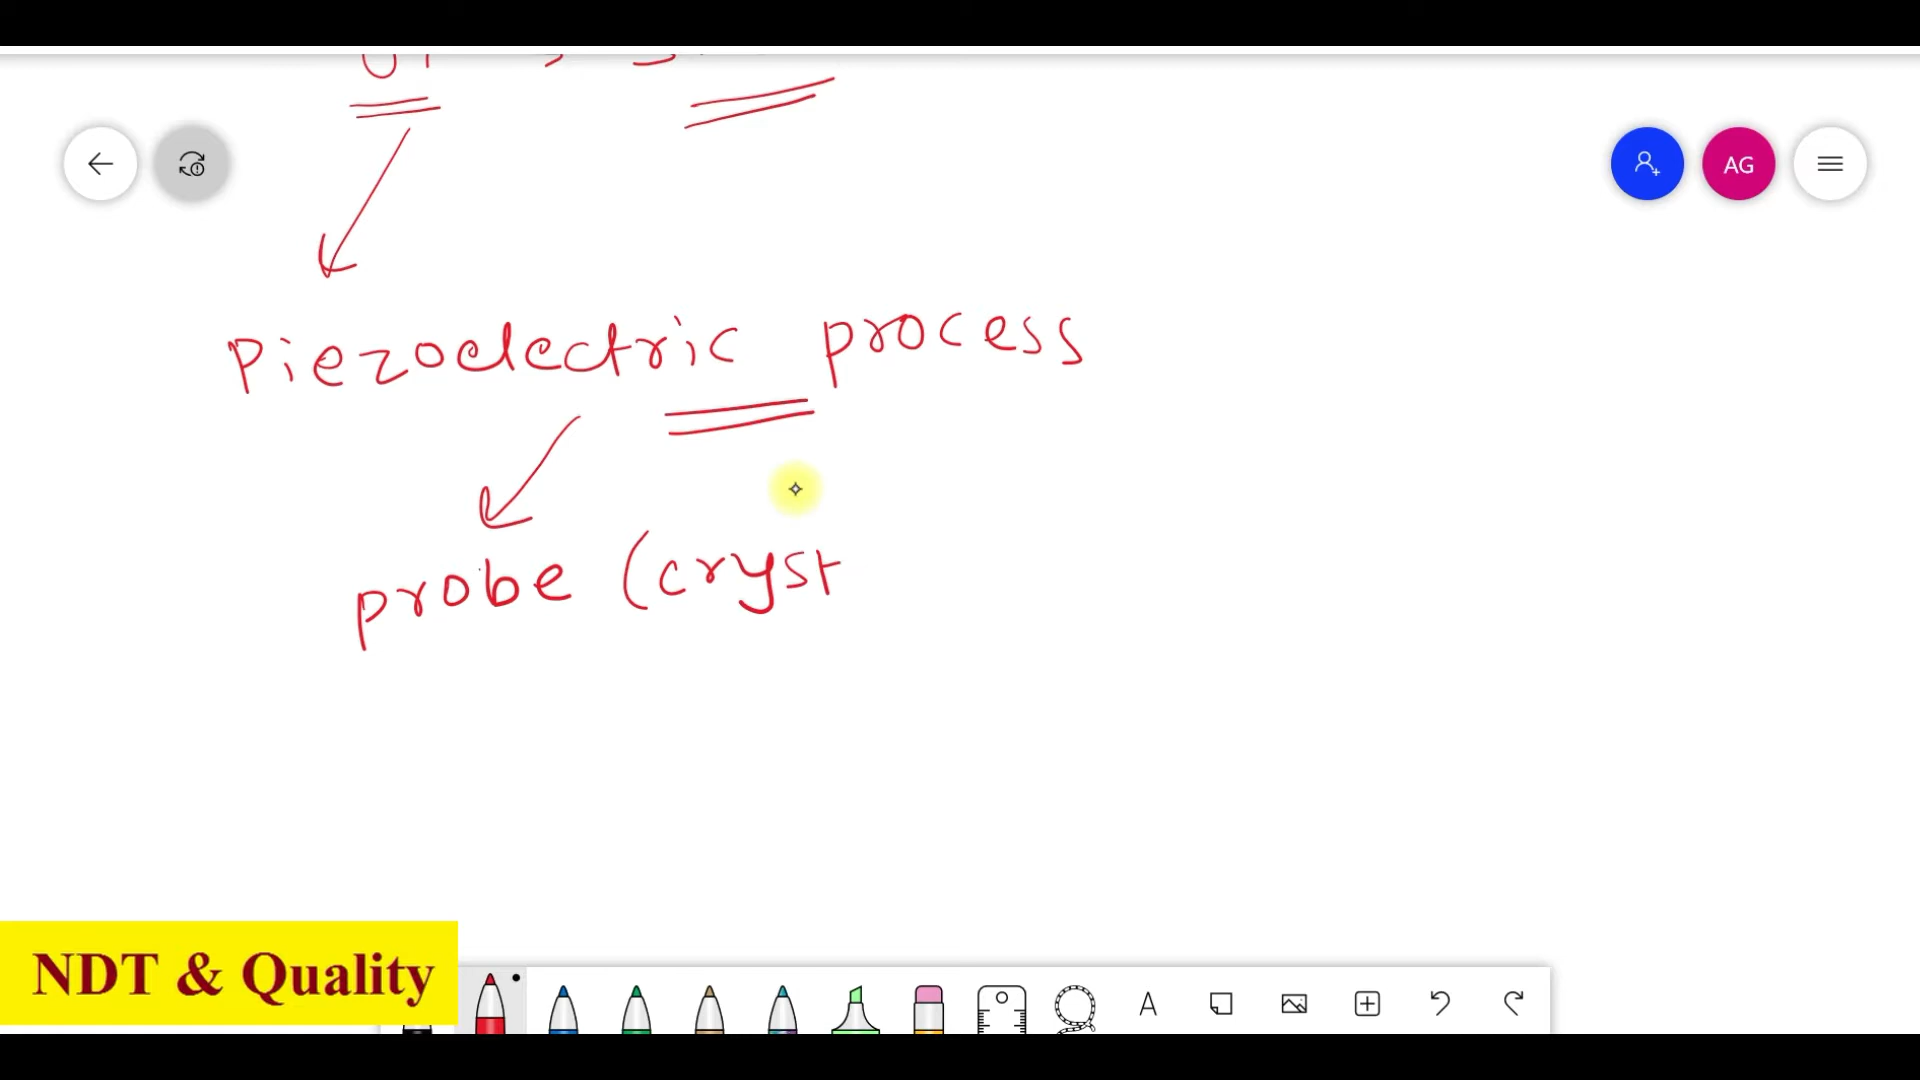 AG
Piezoelectric process
probe (cryst
NDT & Quality
A